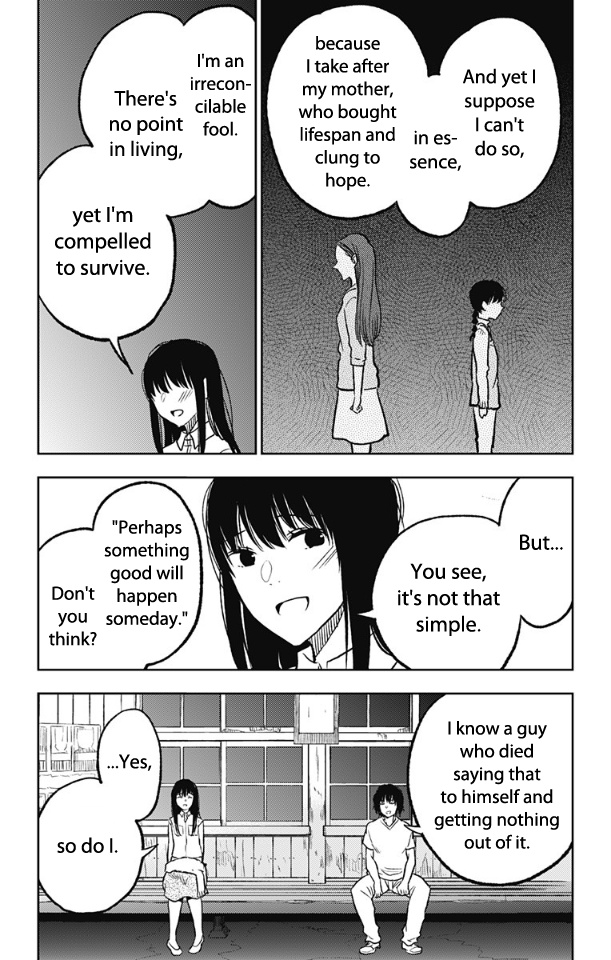 And yet I
suppose
I can't
do so,
in es-
sence,
because
I take after
my mother,
who bought
lifespan and
clung to
hope.
I'm an
irrecon-
cilable
fool.
There's
no point
in living,
yet I'm
compelled
to survive.
But...
You see,
it's not that
simple.
"Perhaps
something
good will
happen
someday."
Don't
you
think?
I know a guy
who died
saying that
to himself and
getting nothing
out of it.
...Yes,
so do I.